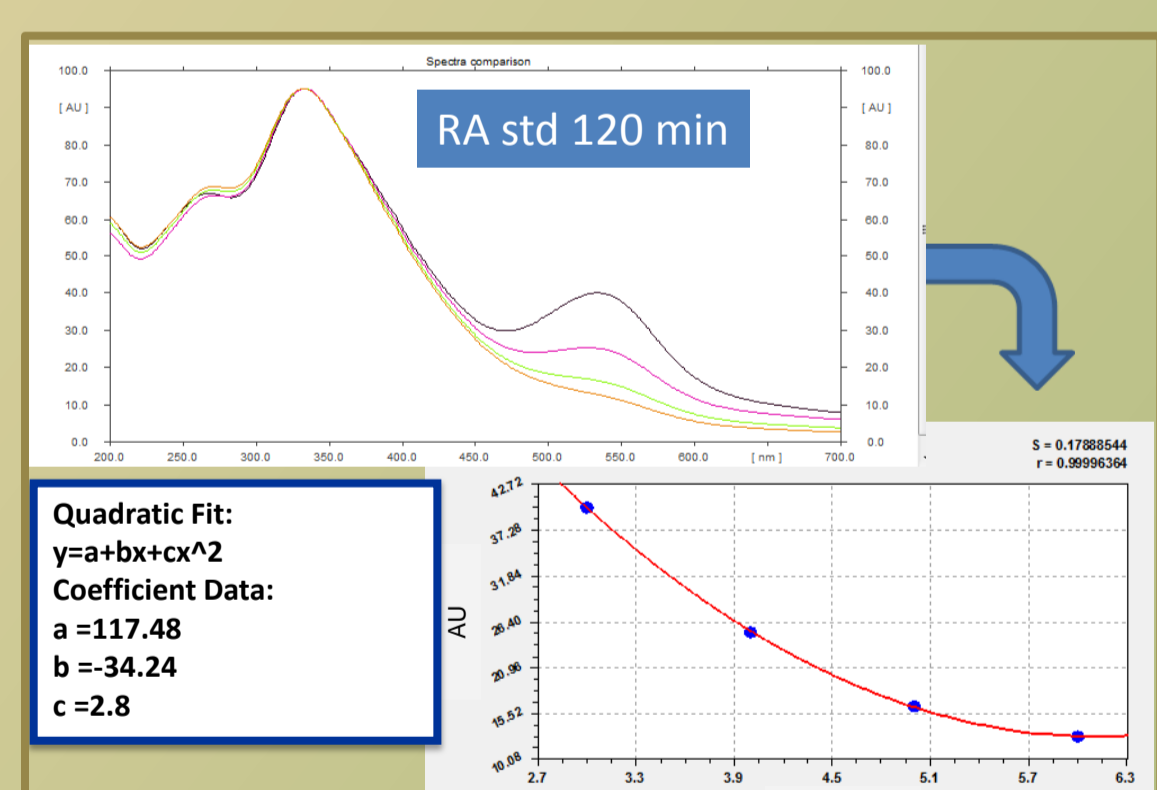 Spectra comparison
100.0
100.0
[ AU ]
[ AU ]
RA std 120 min
80.0
80.0
70.0
70.0
60.0
60.0
50.0
50.0
40.0
40.0
30.0
30.0
20.0
20.0
10.0
10.0
0.0
0.0
200.0 250.0 300.0 350.0 400.0 450.0 500.0 550.0 600.0 [ nm ] 700.0
S = 0.17888544
r = 0.99996364
Quadratic Fit:
y=a+bx+cx^2
Coefficient Data:
a =117.48
b =-34.24
c =2.8
AU
42.72
37.28
31.84
26.40
20.96
15.52
10.08
2.7 3.3 3.9 4.5 5.1 5.7 6.3